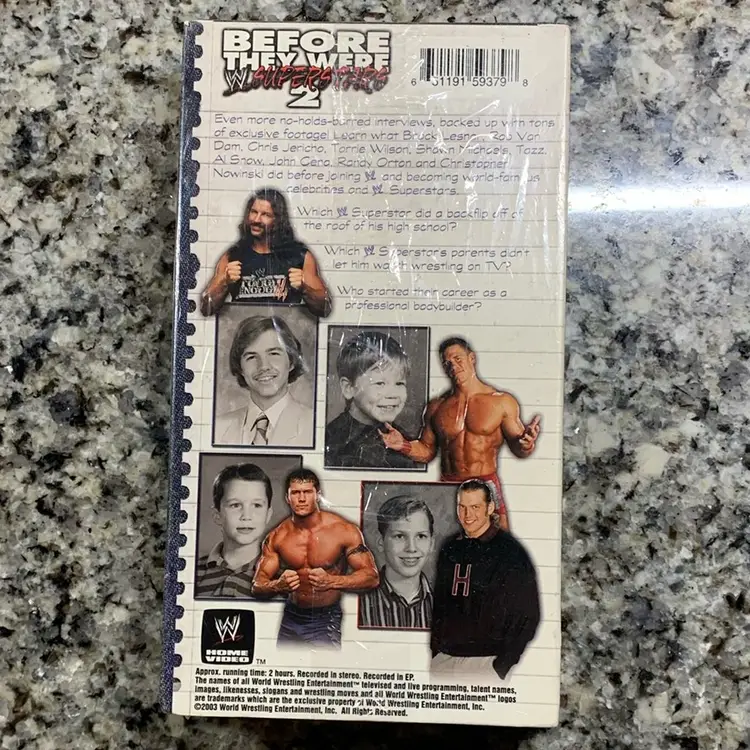 BEFORE
THEY WERE
W SUPERSTARS
2
6 51191 59379 8
Even more no-holds-barred interviews, backed up with tons
of exclusive footage! Learn what Brock Lesnar, Rob Van
Dam, Chris Jericho, Torrie Wilson, Shawn Michaels, Tazz,
Al Snow, John Cena, Randy Orton and Christopher
Nowinski did before joining W and becoming world-famous
celebrities and W Superstars.
Which W Superstar did a backflip off of
the roof of his high school?
Which W Superstar's parents didn't
let him watch wrestling on TV?
Who started their career as a
professional bodybuilder?
H
W
HOME
VIDEO
TM
Approx. running time: 2 hours. Recorded in stereo. Recorded in EP.
The names of all World Wrestling Entertainment™ televised and live programming, talent names,
images, likenesses, slogans and wrestling moves and all World Wrestling Entertainment™ logos
are trademarks which are the exclusive property of World Wrestling Entertainment, Inc.
©2003 World Wrestling Entertainment, Inc. All Rights Reserved.